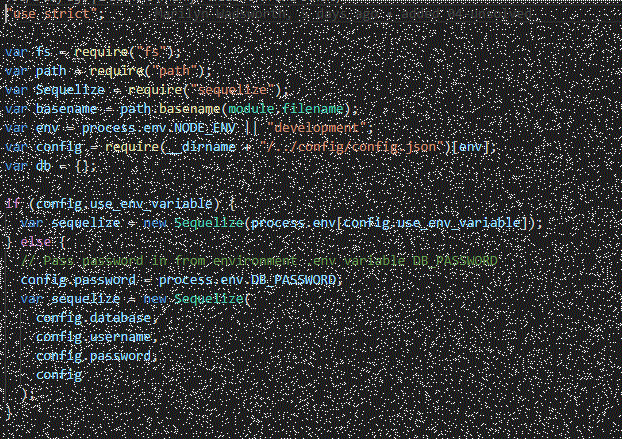 "use strict";
var fs = require("fs");
var path = require("path");
var Sequelize = require("sequelize");
var basename = path.basename(module.filename);
var env = process.env.NODE_ENV || "development";
var config = require(__dirname + "/../config/config.json")[env];
var db = {};
if (config.use_env_variable) {
  var sequelize = new Sequelize(process.env[config.use_env_variable]);
} else {
  // Pass password in from environment .env variable DB_PASSWORD
  config.password = process.env.DB_PASSWORD;
  var sequelize = new Sequelize(
    config.database,
    config.username,
    config.password,
    config
  );
}